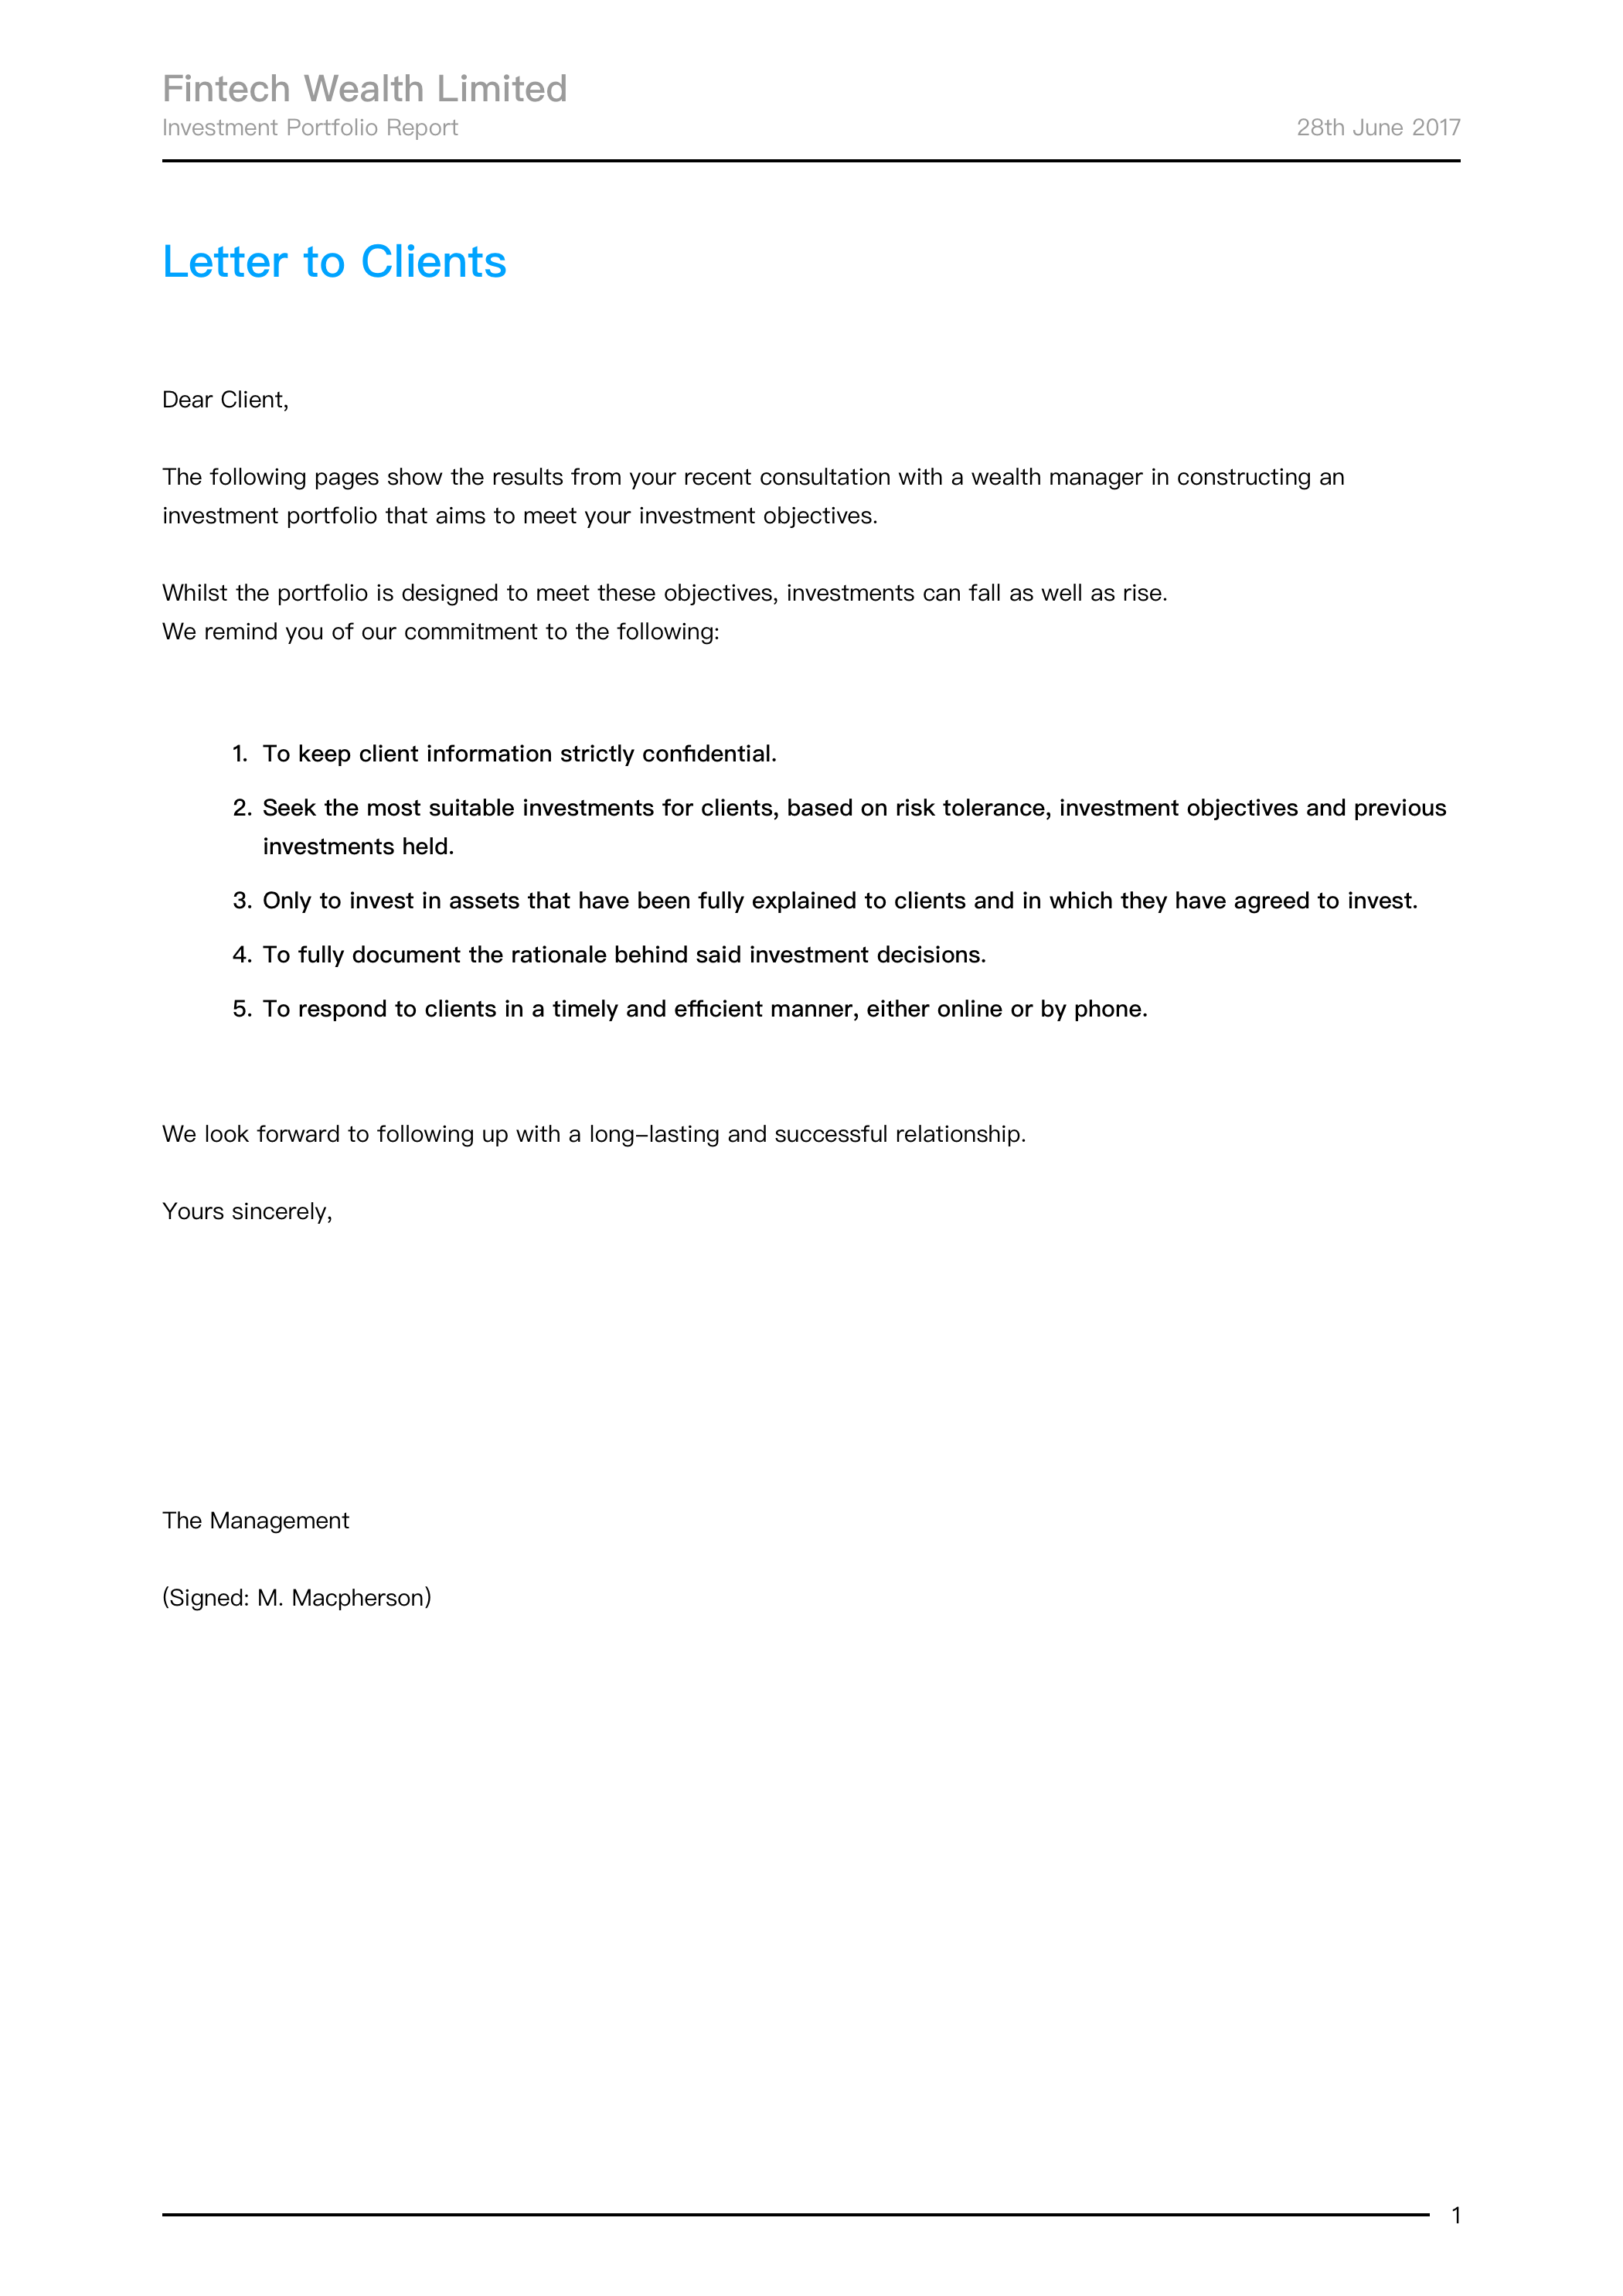 Fintech Wealth Limited
Investment Portfolio Report
28th June 2017
Letter to Clients
Dear Client,
The following pages show the results from your recent consultation with a wealth manager in constructing an
investment portfolio that aims to meet your investment objectives.
Whilst the portfolio is designed to meet these objectives, investments can fall as well as rise.
We remind you of our commitment to the following:
1. To keep client information strictly confidential.
2. Seek the most suitable investments for clients, based on risk tolerance, investment objectives and previous
investments held.
3. Only to invest in assets that have been fully explained to clients and in which they have agreed to invest.
4. To fully document the rationale behind said investment decisions.
5. To respond to clients in a timely and efficient manner, either online or by phone.
We look forward to following up with a long–lasting and successful relationship.
Yours sincerely,
The Management
(Signed: M. Macpherson)
1